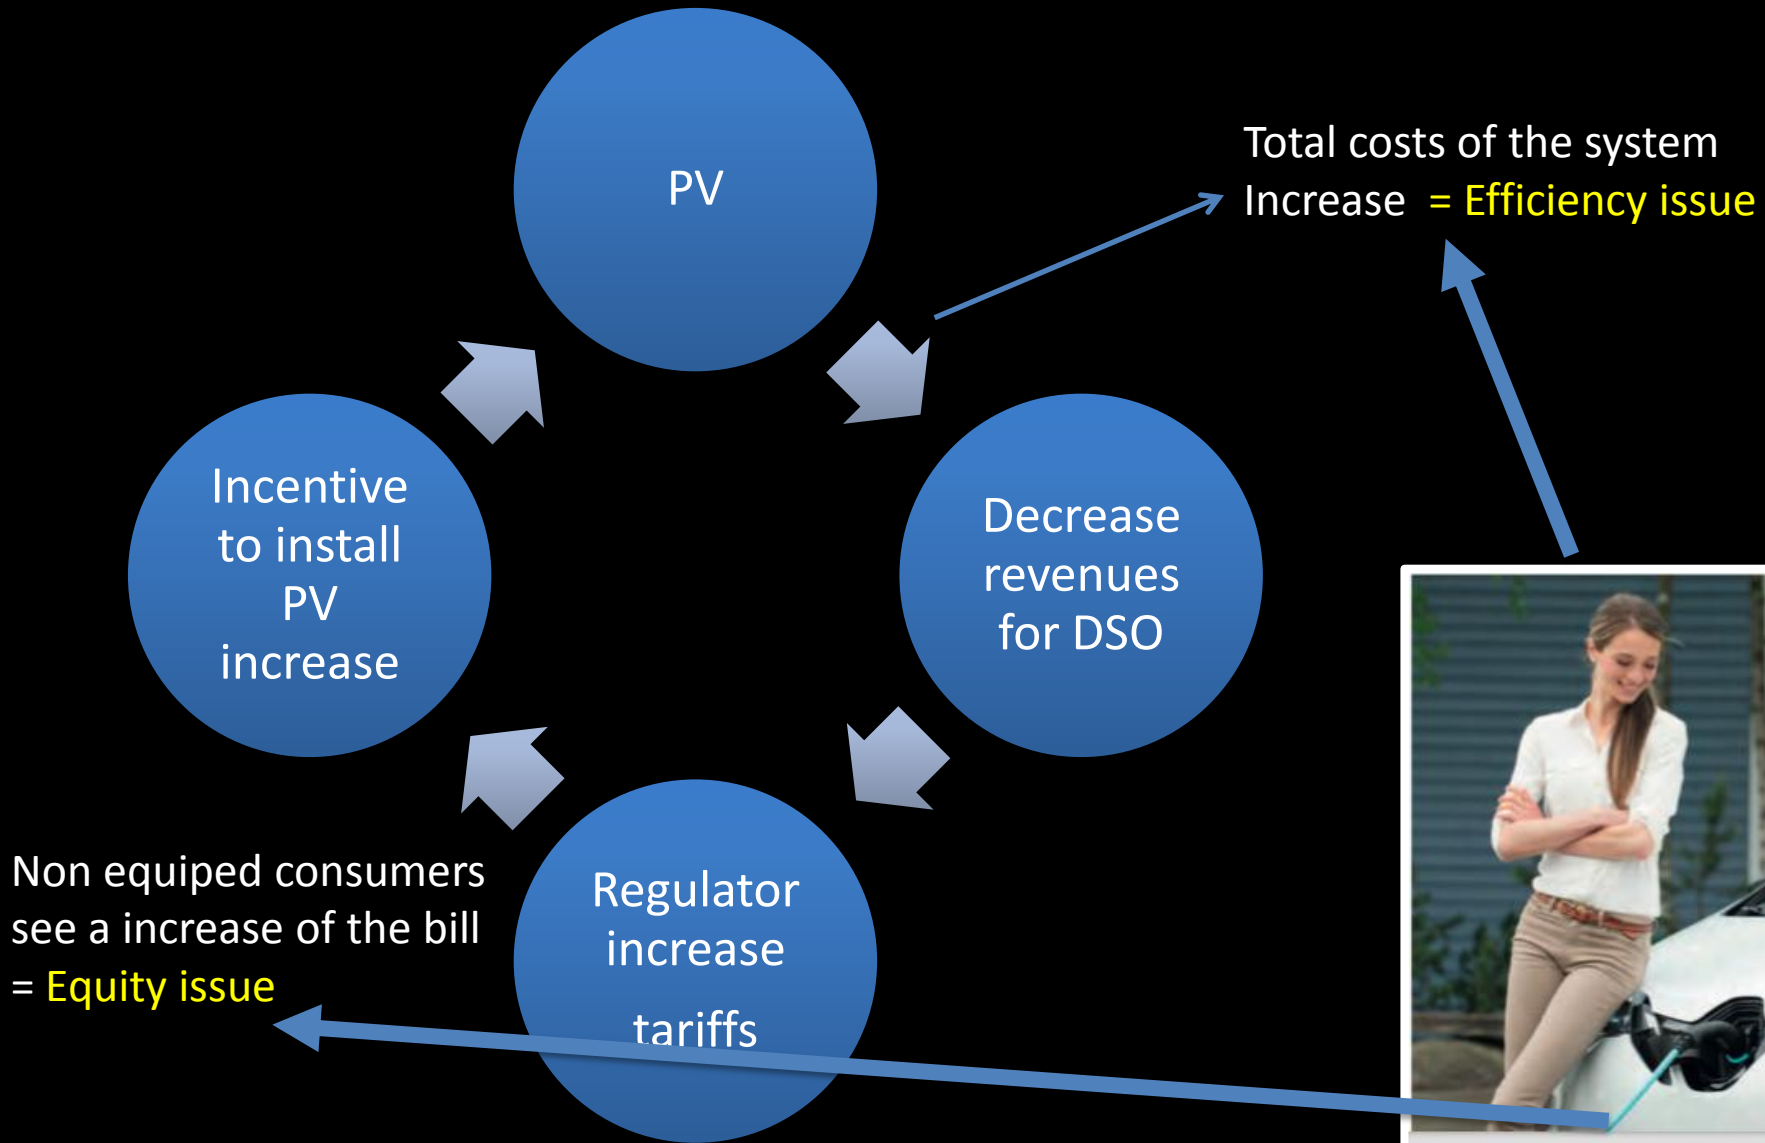 PV
Total costs of the system
Increase = Efficiency issue
Incentive
to install
PV
increase
Decrease
revenues
for DSO
Regulator
increase
tariffs
Non equiped consumers
see a increase of the bill
= Equity issue